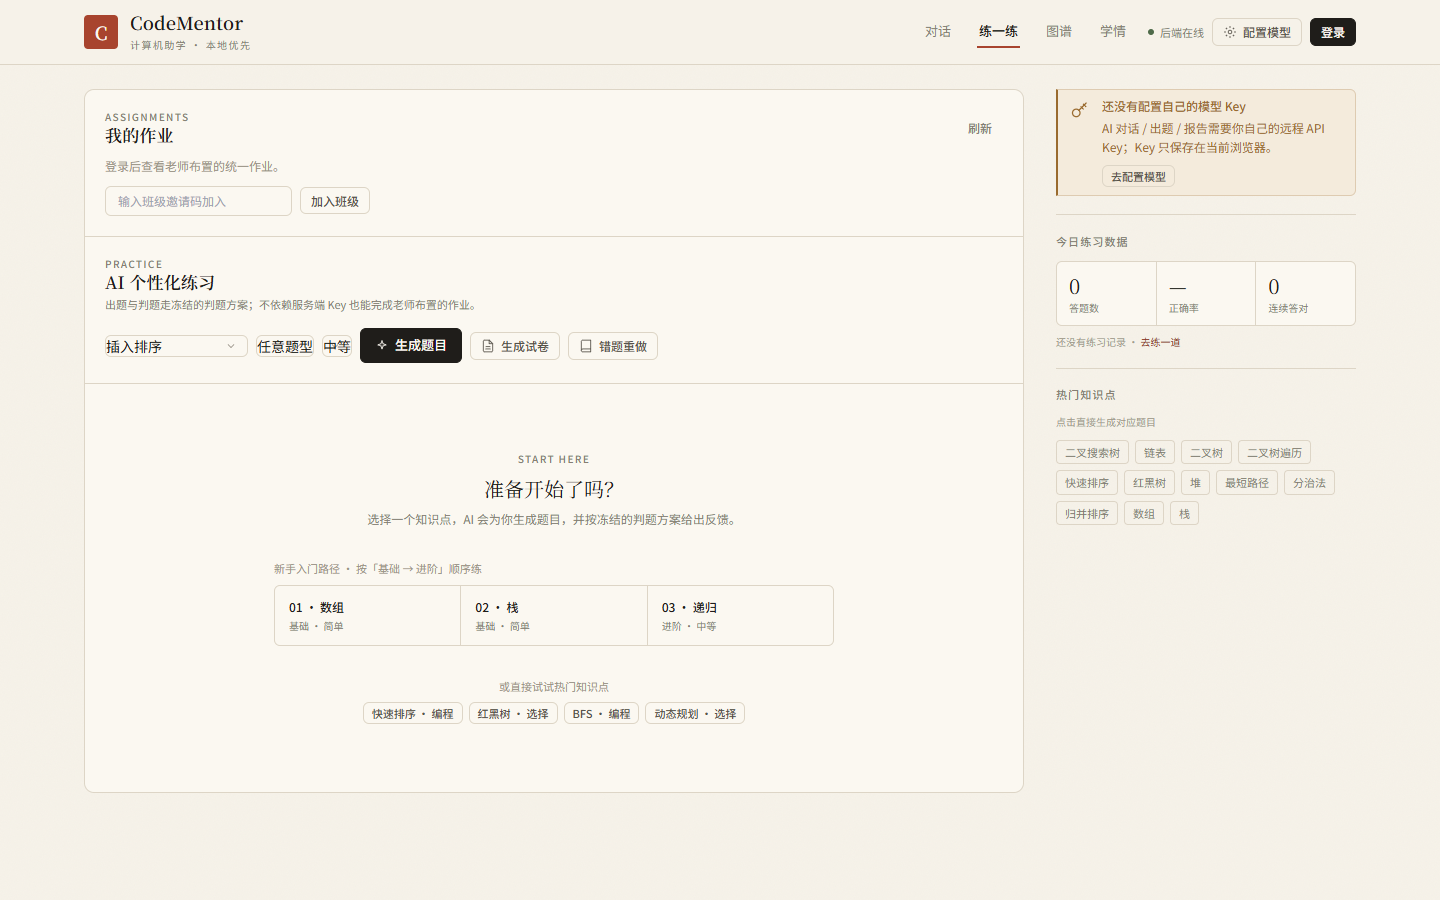 C
CodeMentor
计算机助学 · 本地优先
对话
练一练
图谱
学情
后端在线
配置模型
登录
ASSIGNMENTS
我的作业
刷新
登录后查看老师布置的统一作业。
输入班级邀请码加入
加入班级
PRACTICE
AI 个性化练习
出题与判题走冻结的判题方案；不依赖服务端 Key 也能完成老师布置的作业。
插入排序
任意题型
中等
生成题目
生成试卷
错题重做
START HERE
准备开始了吗？
选择一个知识点，AI 会为你生成题目，并按冻结的判题方案给出反馈。
新手入门路径 · 按「基础 → 进阶」顺序练
01 · 数组
基础 · 简单
02 · 栈
基础 · 简单
03 · 递归
进阶 · 中等
或直接试试热门知识点
快速排序 · 编程
红黑树 · 选择
BFS · 编程
动态规划 · 选择
还没有配置自己的模型 Key
AI 对话 / 出题 / 报告需要你自己的远程 API
Key；Key 只保存在当前浏览器。
去配置模型
今日练习数据
0
答题数
—
正确率
0
连续答对
还没有练习记录 · 去练一道
热门知识点
点击直接生成对应题目
二叉搜索树
链表
二叉树
二叉树遍历
快速排序
红黑树
堆
最短路径
分治法
归并排序
数组
栈